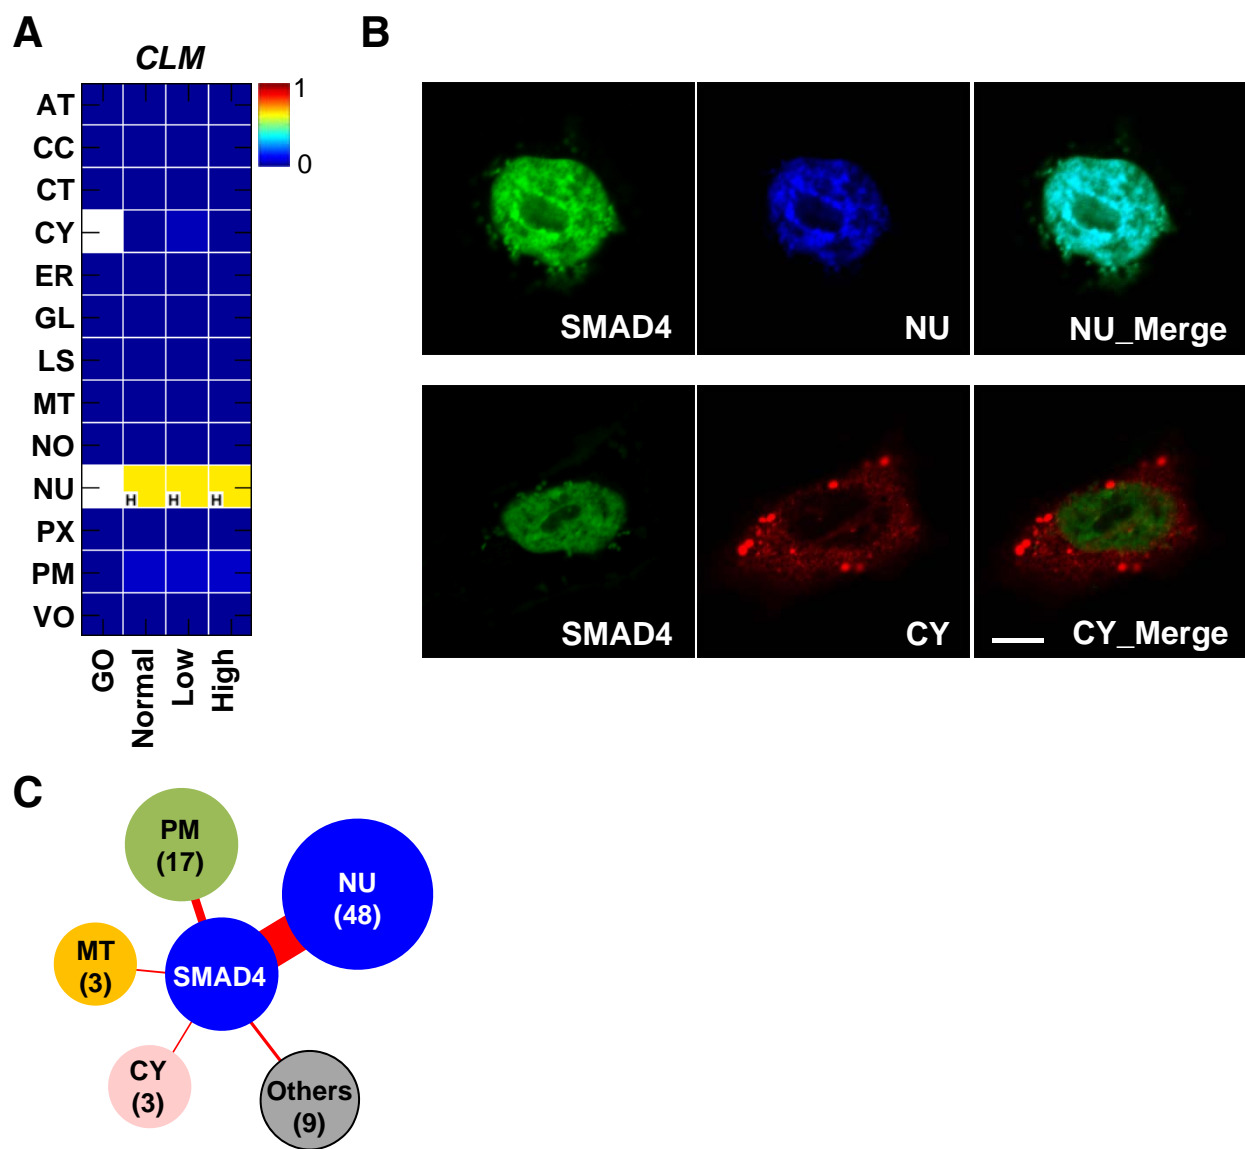 A
CLM
1
0
AT
CC
CT
CY
ER
GL
LS
MT
NO
NU
H H H
PX
PM
VO
GO
Normal
Low
High
B
SMAD4
NU
NU_Merge
SMAD4
CY
CY_Merge
C
PM
(17)
NU
(48)
MT
(3)
SMAD4
CY
(3)
Others
(9)